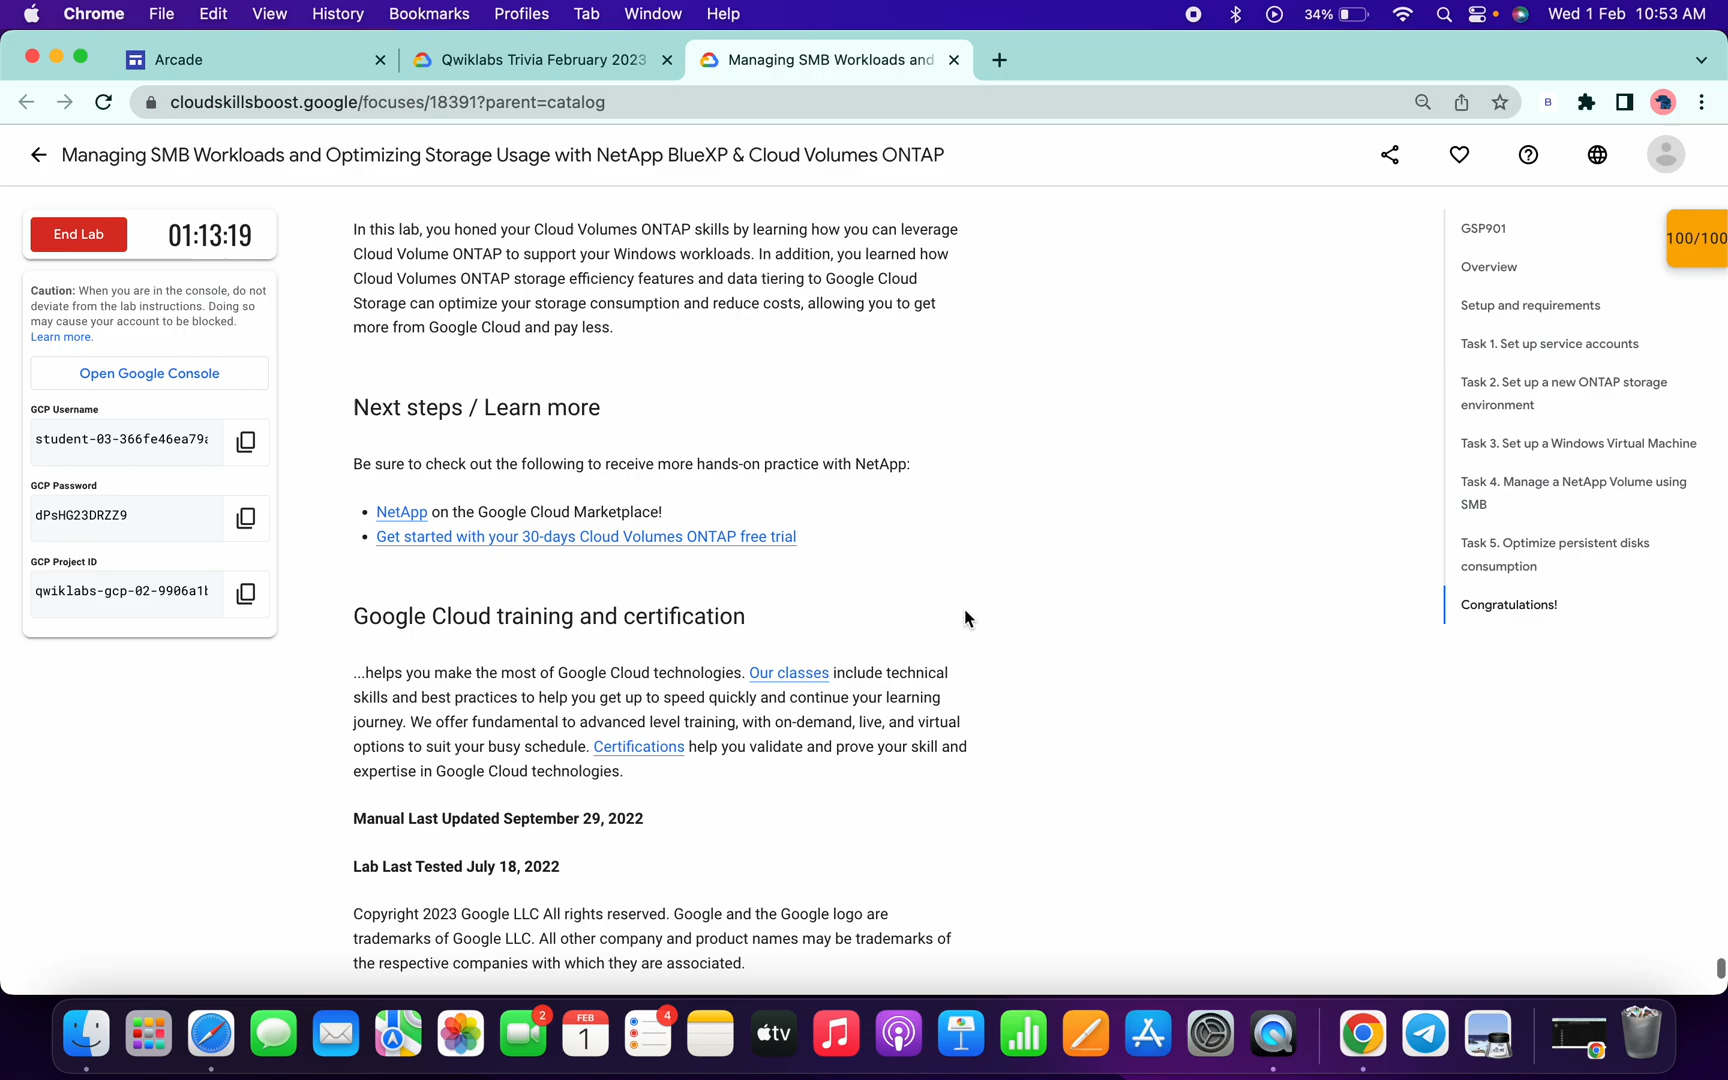 Chrome File Edit View History Bookmarks Profiles Tab Window Help 34% Wed 1 Feb 10:53 AM
Arcade Qwiklabs Trivia February 2023 Managing SMB Workloads and
cloudskillsboost.google/focuses/18391?parent=catalog B
Managing SMB Workloads and Optimizing Storage Usage with NetApp BlueXP & Cloud Volumes ONTAP
End Lab 01:13:19
Caution: When you are in the console, do not
deviate from the lab instructions. Doing so
may cause your account to be blocked.
Learn more.
Open Google Console
GCP Username
student-03-366fe46ea79a
GCP Password
dPsHG23DRZZ9
GCP Project ID
qwiklabs-gcp-02-9906a1b
In this lab, you honed your Cloud Volumes ONTAP skills by learning how you can leverage
Cloud Volume ONTAP to support your Windows workloads. In addition, you learned how
Cloud Volumes ONTAP storage efficiency features and data tiering to Google Cloud
Storage can optimize your storage consumption and reduce costs, allowing you to get
more from Google Cloud and pay less.
Next steps / Learn more
Be sure to check out the following to receive more hands-on practice with NetApp:
• NetApp on the Google Cloud Marketplace!
• Get started with your 30-days Cloud Volumes ONTAP free trial
Google Cloud training and certification
...helps you make the most of Google Cloud technologies. Our classes include technical
skills and best practices to help you get up to speed quickly and continue your learning
journey. We offer fundamental to advanced level training, with on-demand, live, and virtual
options to suit your busy schedule. Certifications help you validate and prove your skill and
expertise in Google Cloud technologies.
Manual Last Updated September 29, 2022
Lab Last Tested July 18, 2022
Copyright 2023 Google LLC All rights reserved. Google and the Google logo are
trademarks of Google LLC. All other company and product names may be trademarks of
the respective companies with which they are associated.
GSP901
100/100
Overview
Setup and requirements
Task 1. Set up service accounts
Task 2. Set up a new ONTAP storage
environment
Task 3. Set up a Windows Virtual Machine
Task 4. Manage a NetApp Volume using
SMB
Task 5. Optimize persistent disks
consumption
Congratulations!
2 FEB 1 4 tv